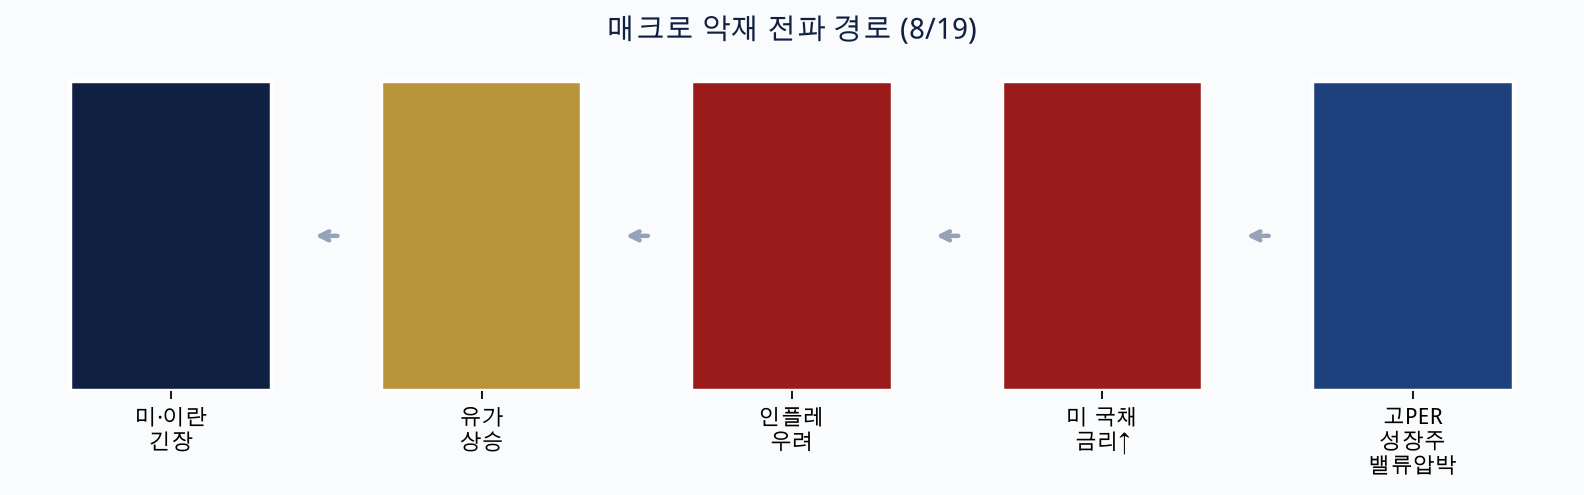 매크로 악재 전파 경로 (8/19)
미·이란
긴장
유가
상승
인플레
우려
미 국채
금리↑
고PER
성장주
밸류압박